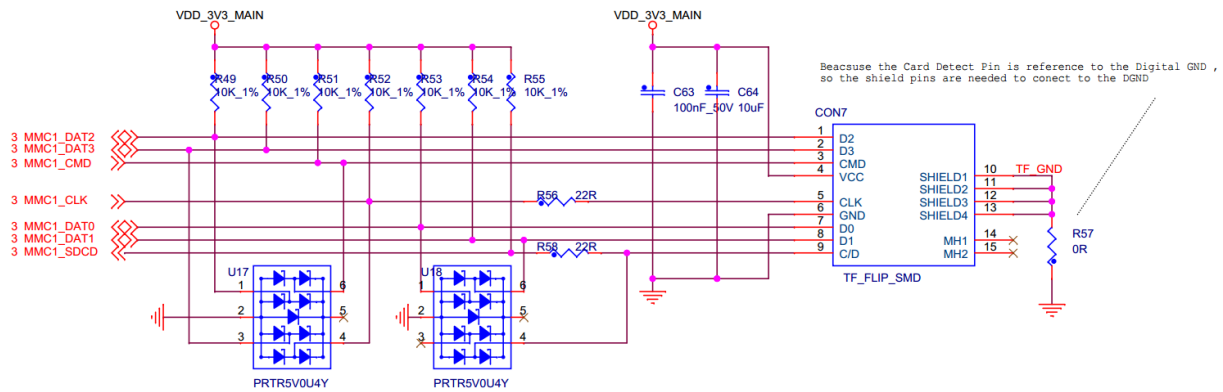 VDD_3V3_MAIN
VDD_3V3_MAIN
Beacsuse the Card Detect Pin is reference to the Digital GND ,
so the shield pins are needed to conect to the DGND
R49
10K_1%
R50
10K_1%
R51
10K_1%
R52
10K_1%
R53
10K_1%
R54
10K_1%
R55
10K_1%
C63
100nF_50V
C64
10uF
CON7
3 MMC1_DAT2
3 MMC1_DAT3
3 MMC1_CMD
3 MMC1_CLK
3 MMC1_DAT0
3 MMC1_DAT1
3 MMC1_SDCD
R56 22R
R58 22R
1 D2
2 D3
3 CMD
4 VCC
5 CLK
6 GND
7 D0
8 D1
9 C/D
SHIELD1 10 TF_GND
SHIELD2 11
SHIELD3 12
SHIELD4 13
MH1 14
MH2 15
TF_FLIP_SMD
R57
0R
U17
1 6
2 5
3 4
PRTR5V0U4Y
U18
1 6
2 5
3 4
PRTR5V0U4Y